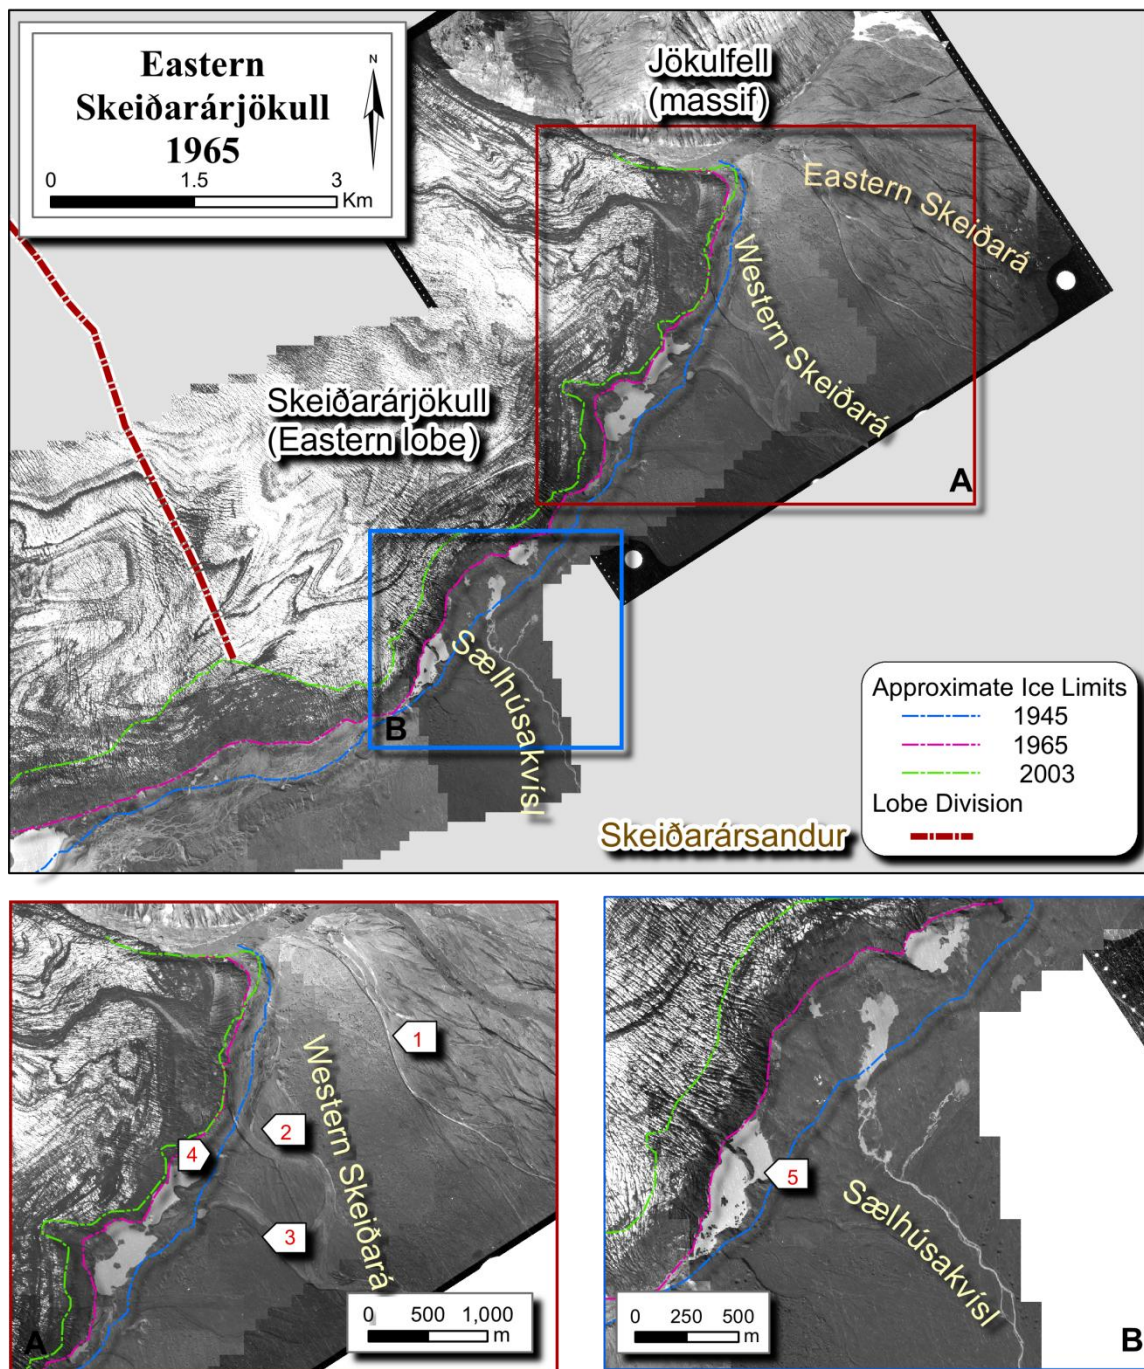 Eastern
Skeiðarárjökull
1965
N
0 1.5 3
Km
Jökulfell
(massif)
Eastern Skeiðará
Western Skeiðará
Skeiðarárjökull
(Eastern lobe)
A
Sælhúsakvísl
B
Skeiðarársandur
Approximate Ice Limits
1945
1965
2003
Lobe Division
1
2
3
4
Western Skeiðará
0 500 1,000
m
A
5
Sælhúsakvísl
0 250 500
m
B